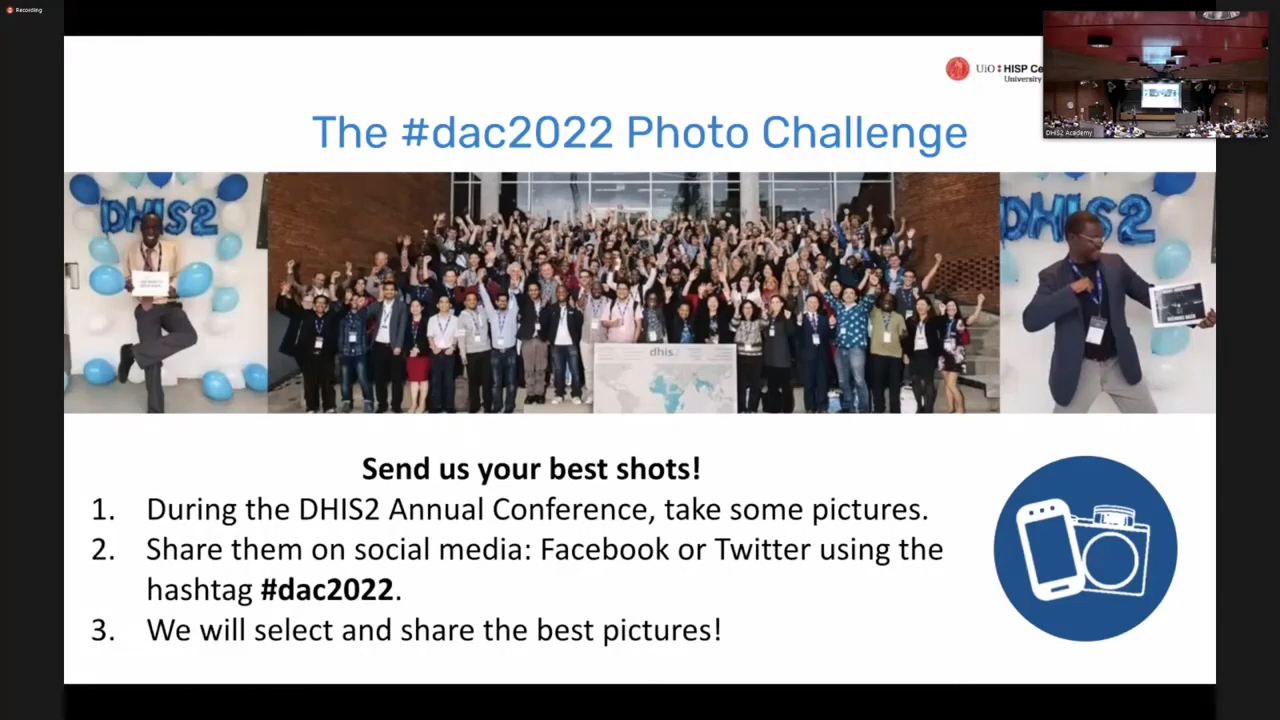 Recording
UiO HISP Ce
University
DHIS2 Academy
The #dac2022 Photo Challenge
DHIS2
DHIS2
dhis
Send us your best shots!
1. During the DHIS2 Annual Conference, take some pictures.
2. Share them on social media: Facebook or Twitter using the
hashtag #dac2022.
3. We will select and share the best pictures!